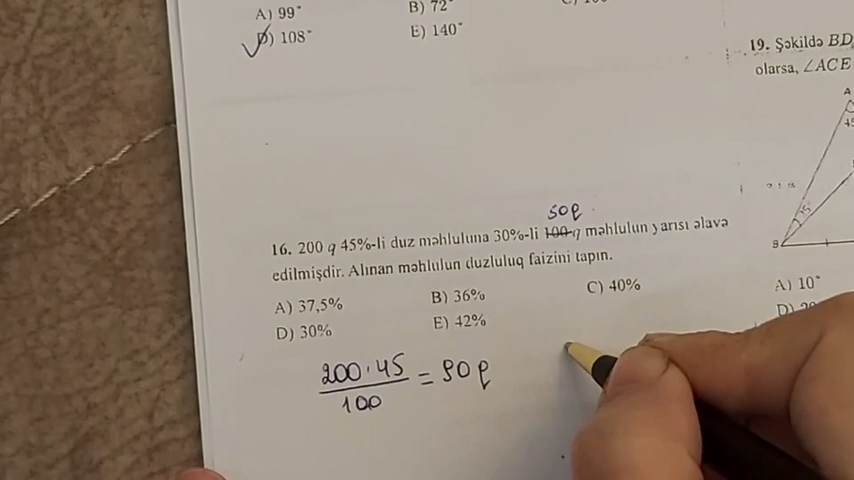 A) 99°
B) 72°
D) 108°
E) 140°
19. Şəkildə BD
olarsa, ∠ACE
A
45
B
50q
16. 200 q 45%-li duz məhluluna 30%-li 100 q məhlulun yarısı əlavə
edilmişdir. Alınan məhlulun duzluluq faizini tapın.
A) 37,5%
B) 36%
C) 40%
D) 30%
E) 42%
A) 10°
200·45
100
= 90 q